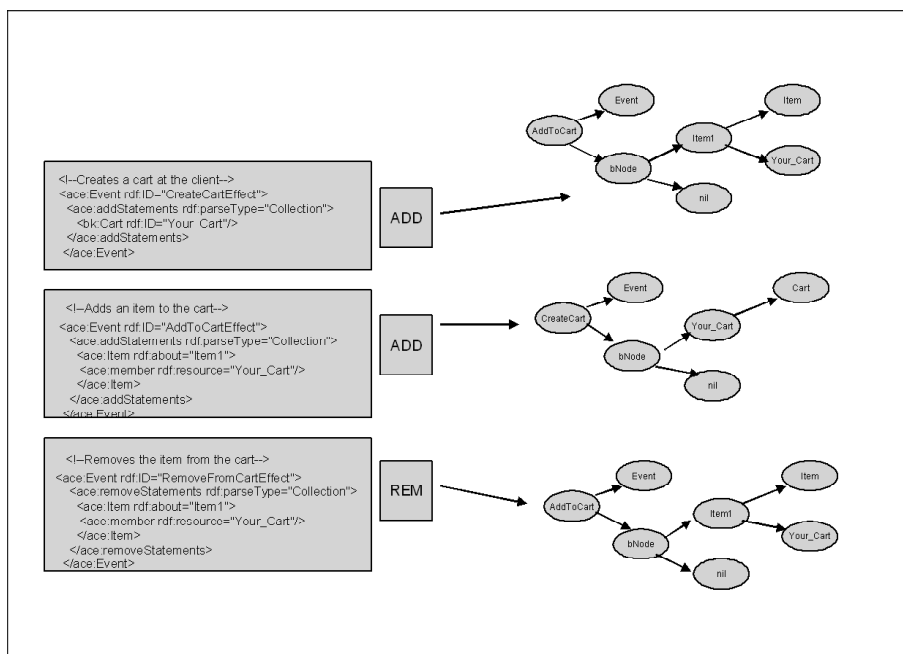 <!--Creates a cart at the client-->
<ace:Event rdf:ID="CreateCartEffect">
<ace:addStatements rdf:parseType="Collection">
<bk:Cart rdf:ID="Your_Cart"/>
</ace:addStatements>
</ace:Event>
ADD
Event
AddToCart
bNode
Item1
Item
Your_Cart
nil
<!--Adds an item to the cart-->
<ace:Event rdf:ID="AddToCartEffect">
<ace:addStatements rdf:parseType="Collection">
<ace:Item rdf:about="Item1">
<ace:member rdf:resource="Your_Cart"/>
</ace:Item>
</ace:addStatements>
</ace:Event>
ADD
Event
CreateCart
bNode
Your_Cart
Cart
nil
<!--Removes the item from the cart-->
<ace:Event rdf:ID="RemoveFromCartEffect">
<ace:removeStatements rdf:parseType="Collection">
<ace:Item rdf:about="Item1">
<ace:member rdf:resource="Your_Cart"/>
</ace:Item>
</ace:removeStatements>
</ace:Event>
REM
Event
AddToCart
bNode
Item1
Item
Your_Cart
nil